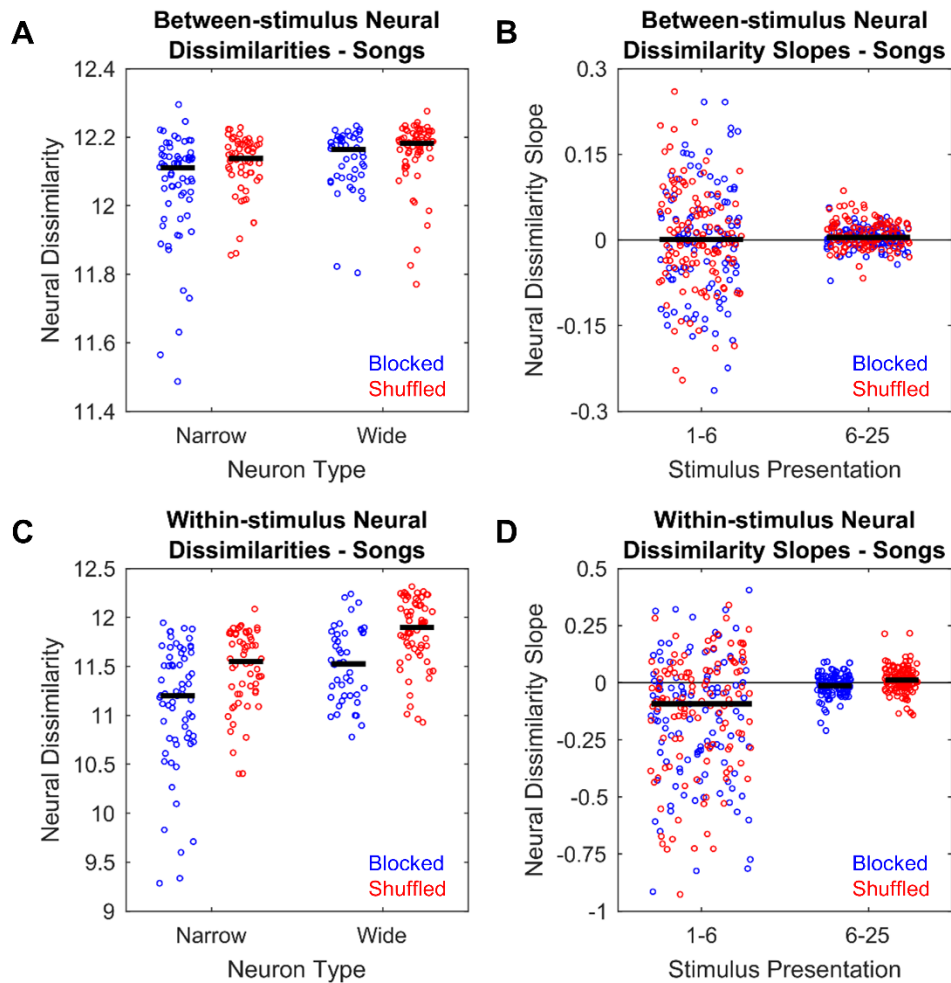 A
Between-stimulus Neural
Dissimilarities - Songs
Neural Dissimilarity
12.4
12.2
12
11.8
11.6
11.4
Blocked
Shuffled
Narrow
Wide
Neuron Type
B
Between-stimulus Neural
Dissimilarity Slopes - Songs
Neural Dissimilarity Slope
0.3
0.15
0
-0.15
-0.3
Blocked
Shuffled
1-6
6-25
Stimulus Presentation
C
Within-stimulus Neural
Dissimilarities - Songs
Neural Dissimilarity
12.5
12
11.5
11
10.5
10
9.5
9
Blocked
Shuffled
Narrow
Wide
Neuron Type
D
Within-stimulus Neural
Dissimilarity Slopes - Songs
Neural Dissimilarity Slope
0.5
0.25
0
-0.25
-0.5
-0.75
-1
Blocked
Shuffled
1-6
6-25
Stimulus Presentation